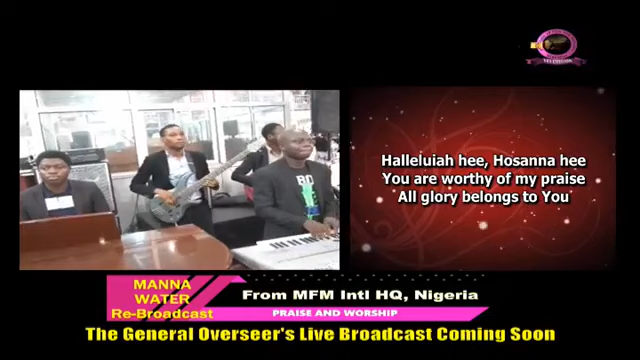 Halleluiah hee, Hosanna hee
You are worthy of my praise
All glory belongs to You
MANNA
WATER
Re-Broadcast
From MFM Intl HQ, Nigeria
PRAISE AND WORSHIP
The General Overseer's Live Broadcast Coming Soon